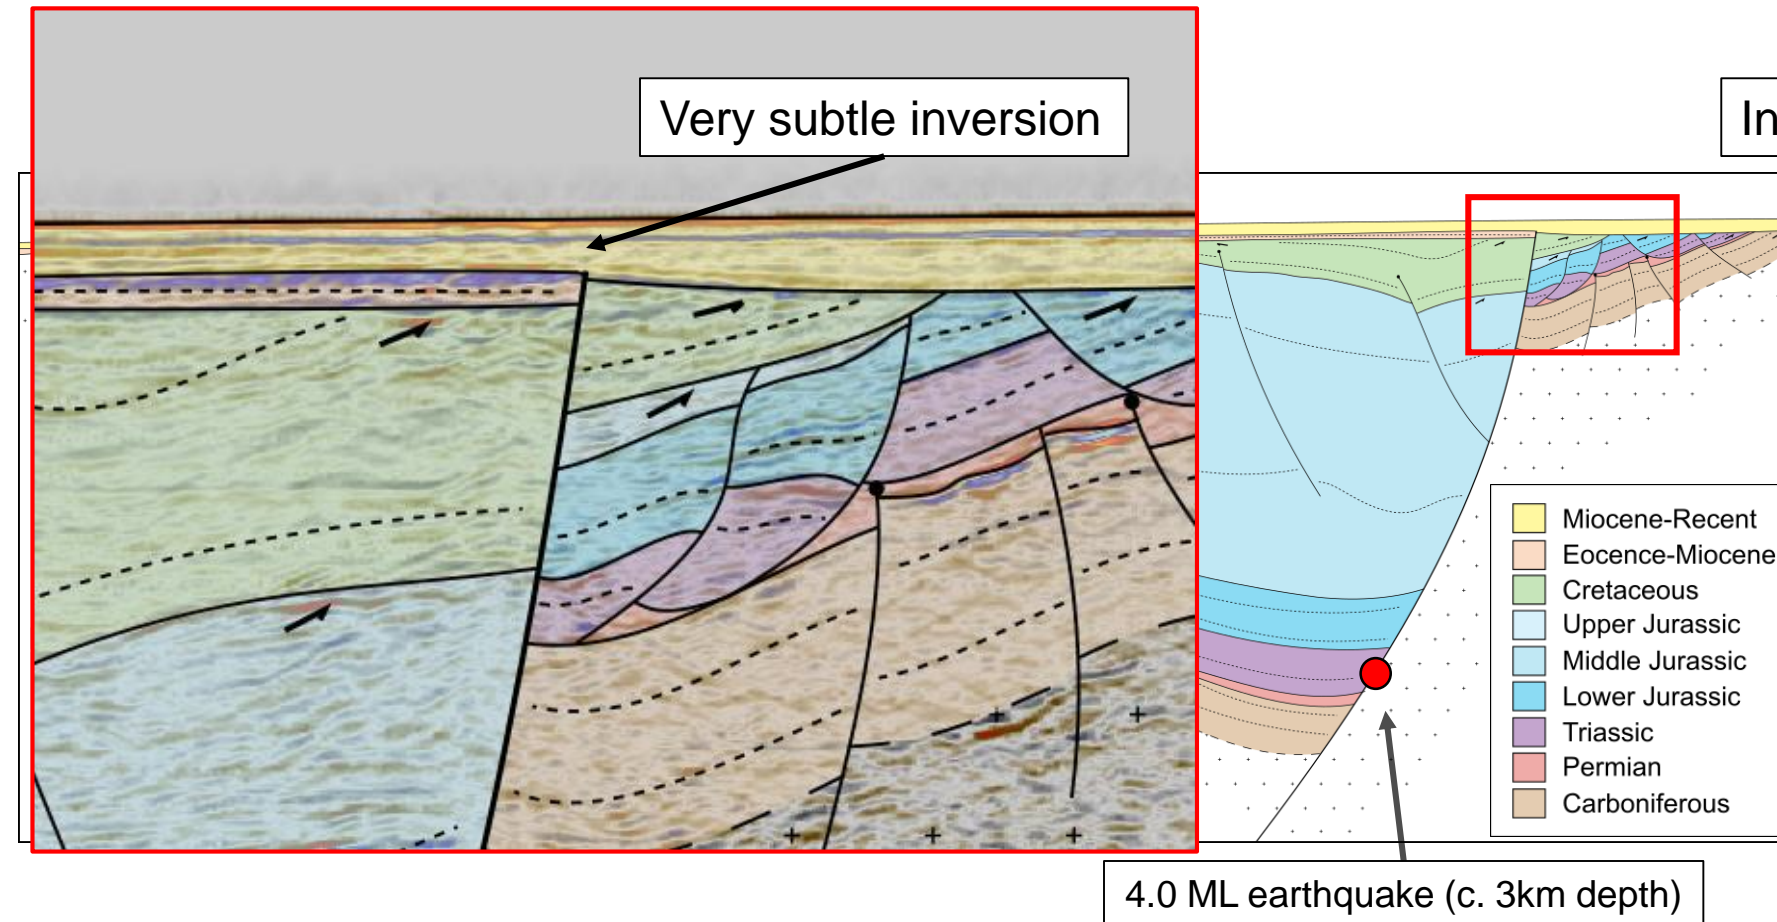 Very subtle inversion
In
Miocene-Recent
Eocence-Miocene
Cretaceous
Upper Jurassic
Middle Jurassic
Lower Jurassic
Triassic
Permian
Carboniferous
4.0 ML earthquake (c. 3km depth)